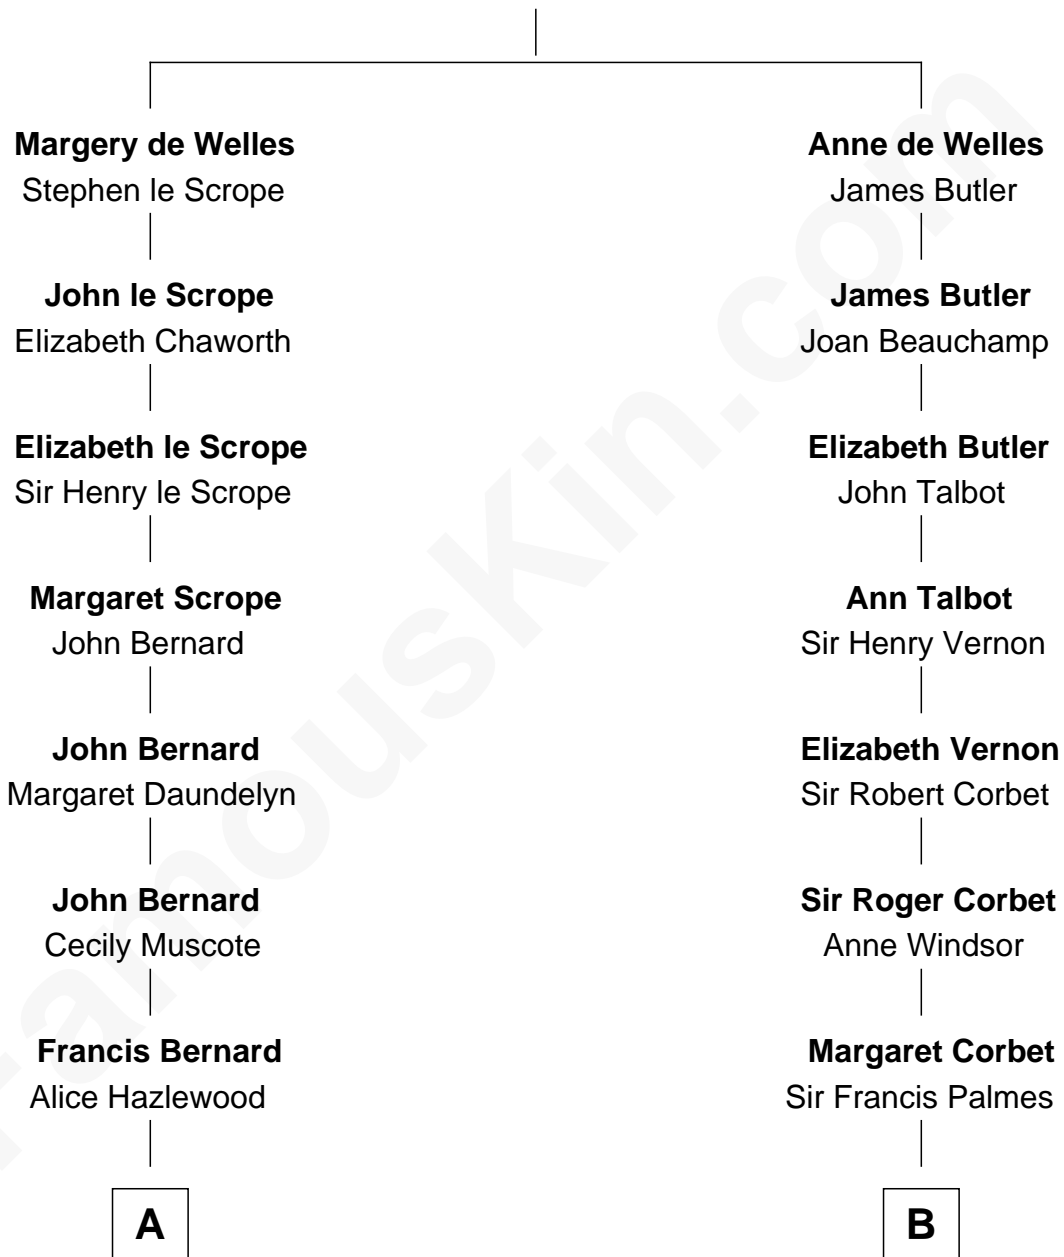 Margery de Welles
Stephen le Scrope
Anne de Welles
James Butler
John le Scrope
Elizabeth Chaworth
James Butler
Joan Beauchamp
Elizabeth le Scrope
Sir Henry le Scrope
Elizabeth Butler
John Talbot
Margaret Scrope
John Bernard
Ann Talbot
Sir Henry Vernon
John Bernard
Margaret Daundelyn
Elizabeth Vernon
Sir Robert Corbet
John Bernard
Cecily Muscote
Sir Roger Corbet
Anne Windsor
Francis Bernard
Alice Hazlewood
Margaret Corbet
Sir Francis Palmes
A
B
FamousKin.com